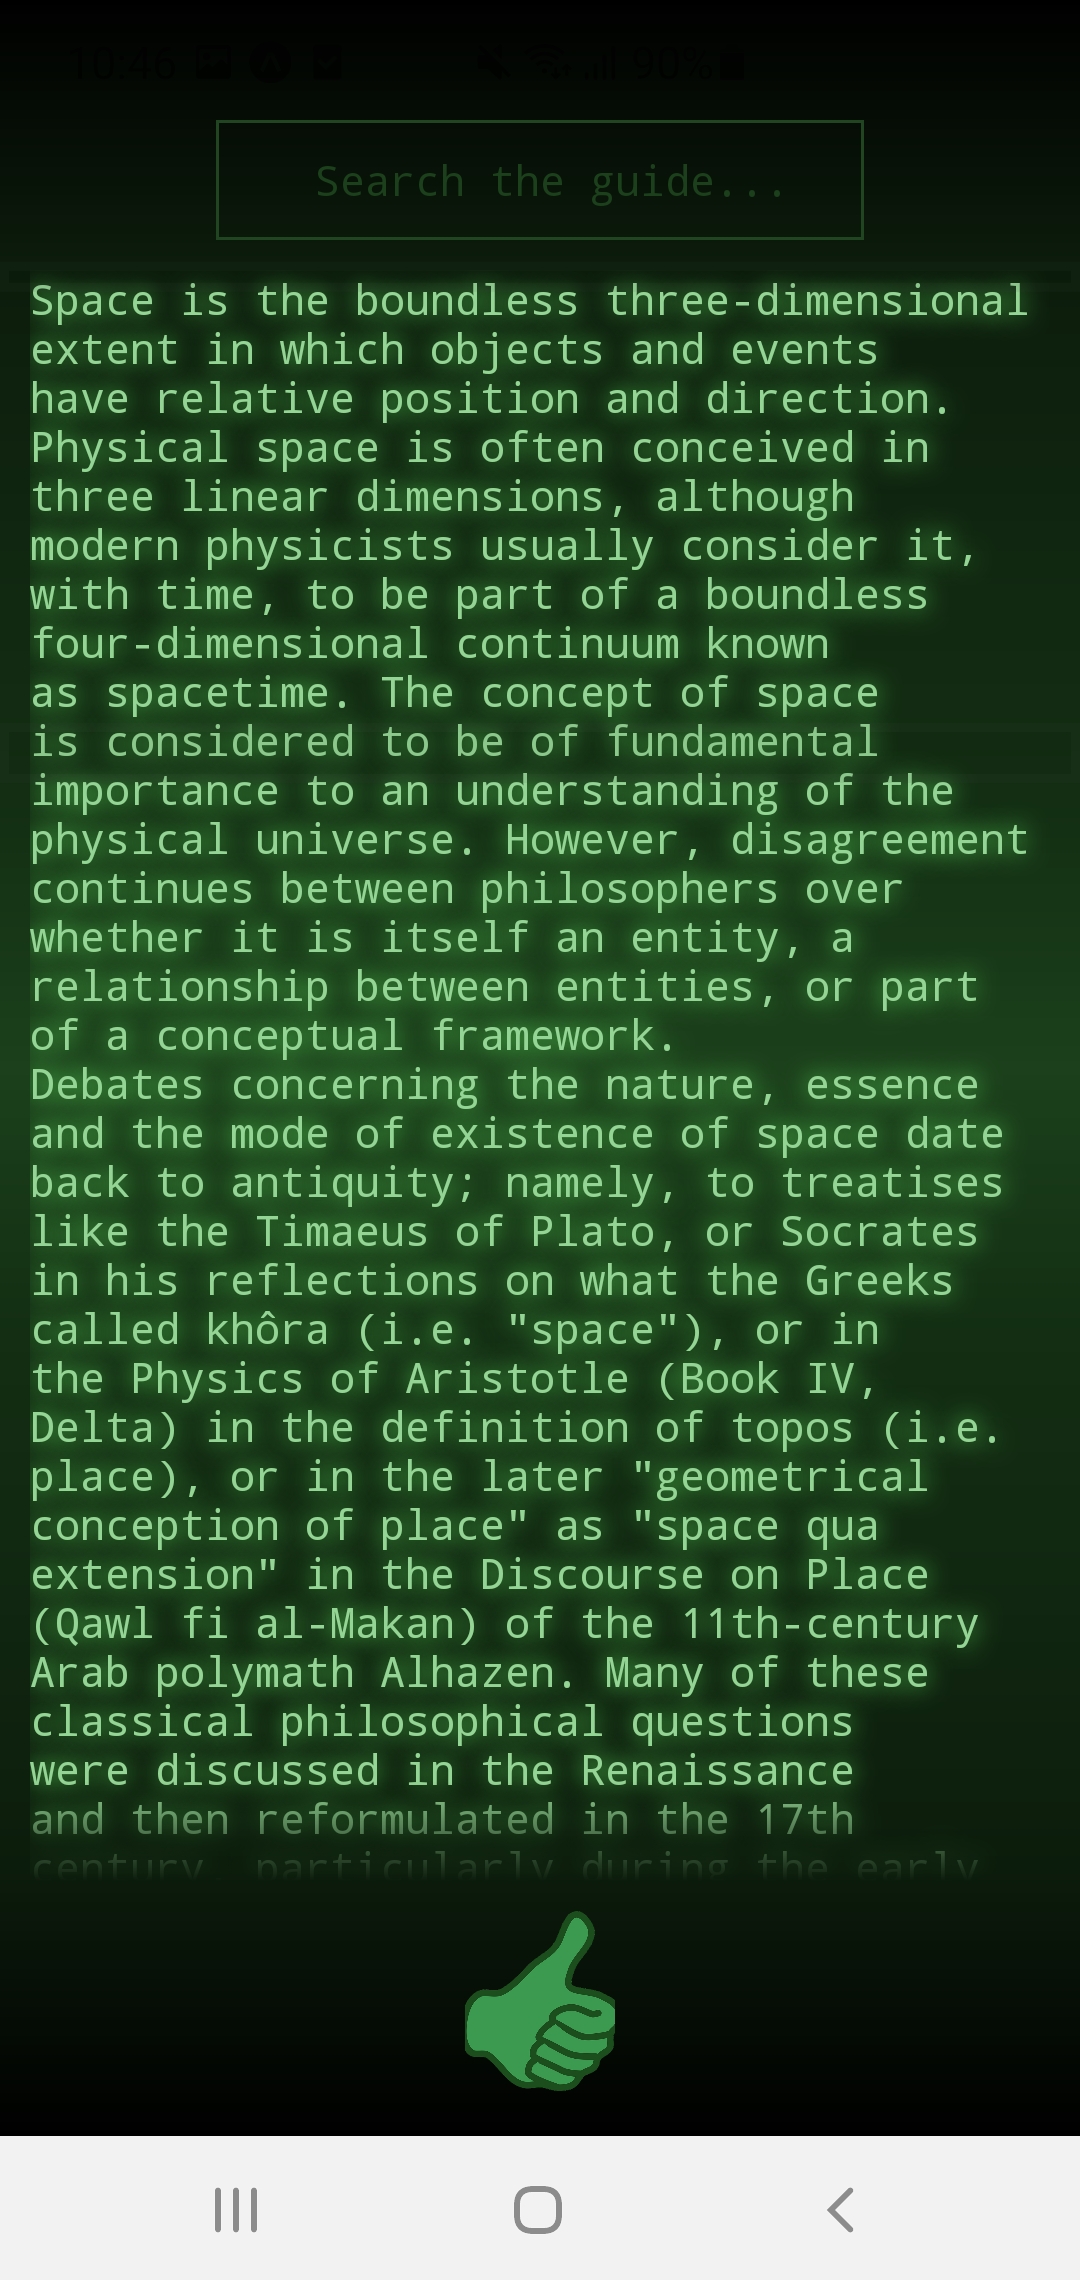 10:46 90%
Search the guide...
Space is the boundless three-dimensional
extent in which objects and events
have relative position and direction.
Physical space is often conceived in
three linear dimensions, although
modern physicists usually consider it,
with time, to be part of a boundless
four-dimensional continuum known
as spacetime. The concept of space
is considered to be of fundamental
importance to an understanding of the
physical universe. However, disagreement
continues between philosophers over
whether it is itself an entity, a
relationship between entities, or part
of a conceptual framework.
Debates concerning the nature, essence
and the mode of existence of space date
back to antiquity; namely, to treatises
like the Timaeus of Plato, or Socrates
in his reflections on what the Greeks
called khôra (i.e. "space"), or in
the Physics of Aristotle (Book IV,
Delta) in the definition of topos (i.e.
place), or in the later "geometrical
conception of place" as "space qua
extension" in the Discourse on Place
(Qawl fi al-Makan) of the 11th-century
Arab polymath Alhazen. Many of these
classical philosophical questions
were discussed in the Renaissance
and then reformulated in the 17th
century, particularly during the early